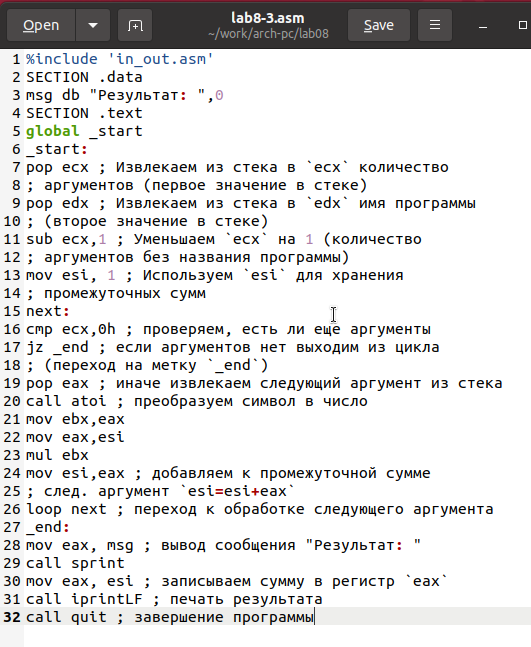 Open
lab8-3.asm
~/work/arch-pc/lab08
Save
1 %include 'in_out.asm'
2 SECTION .data
3 msg db "Результат: ",0
4 SECTION .text
5 global _start
6 _start:
7 pop ecx ; Извлекаем из стека в `ecx` количество
8 ; аргументов (первое значение в стеке)
9 pop edx ; Извлекаем из стека в `edx` имя программы
10 ; (второе значение в стеке)
11 sub ecx,1 ; Уменьшаем `ecx` на 1 (количество
12 ; аргументов без названия программы)
13 mov esi, 1 ; Используем `esi` для хранения
14 ; промежуточных сумм
15 next:
16 cmp ecx,0h ; проверяем, есть ли еще аргументы
17 jz _end ; если аргументов нет выходим из цикла
18 ; (переход на метку `_end`)
19 pop eax ; иначе извлекаем следующий аргумент из стека
20 call atoi ; преобразуем символ в число
21 mov ebx,eax
22 mov eax,esi
23 mul ebx
24 mov esi,eax ; добавляем к промежуточной сумме
25 ; след. аргумент `esi=esi+eax`
26 loop next ; переход к обработке следующего аргумента
27 _end:
28 mov eax, msg ; вывод сообщения "Результат: "
29 call sprint
30 mov eax, esi ; записываем сумму в регистр `eax`
31 call iprintLF ; печать результата
32 call quit ; завершение программы